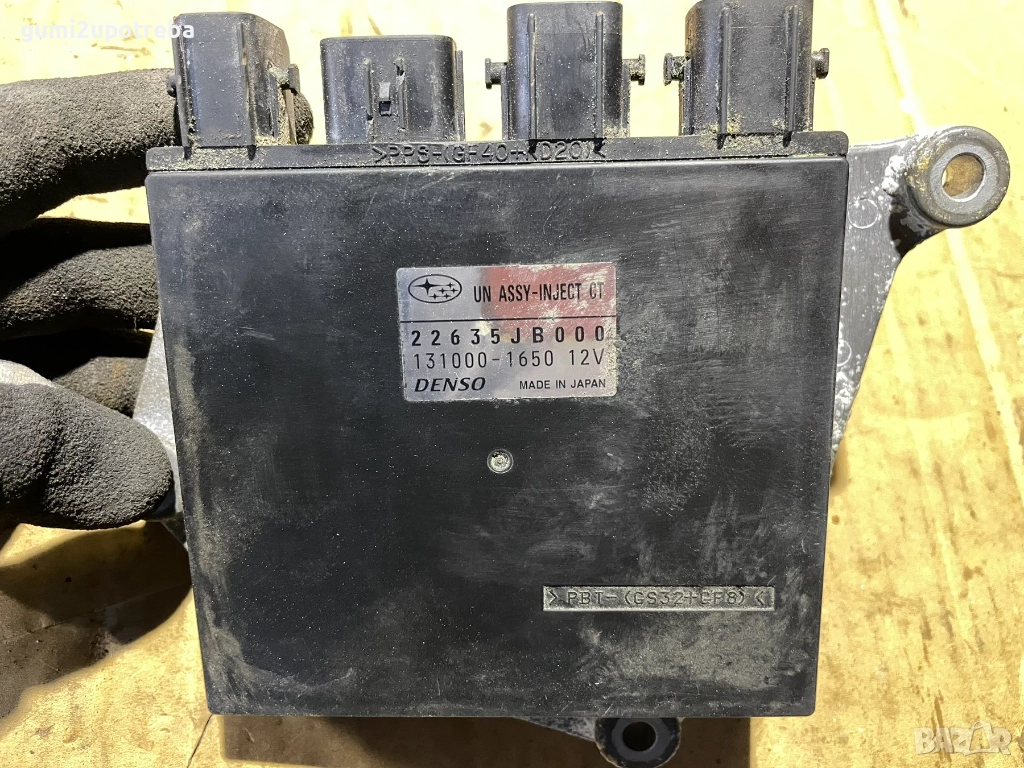 gumi2upotreba
>PPS-(GF40+MD20)<
UN ASSY-INJECT CT
22635JB000
131000-1650 12V
DENSO MADE IN JAPAN
>PBT-(GS32+GF8)<
BAZAR